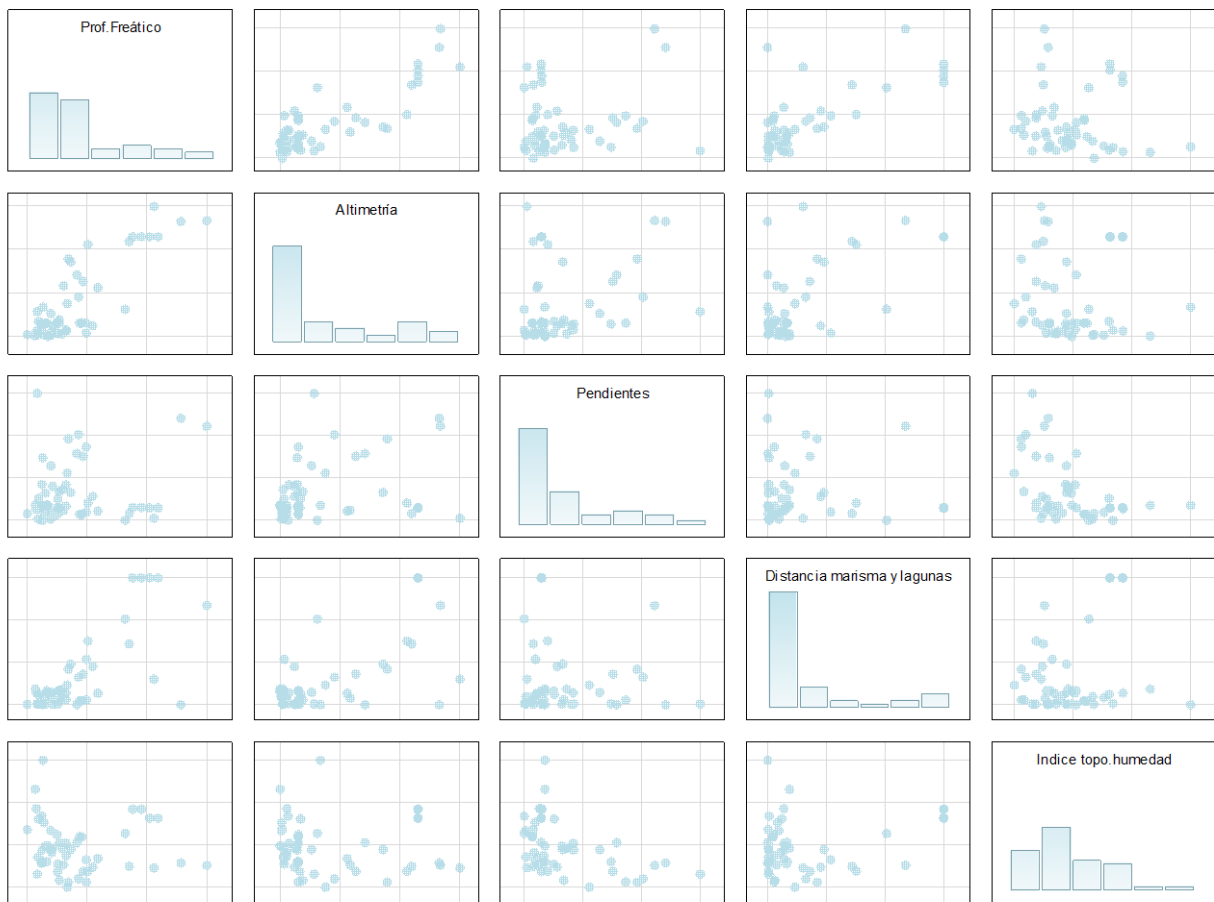 Prof.Freático
Altimetría
Pendientes
Distancia marisma y lagunas
Indice topo.humedad